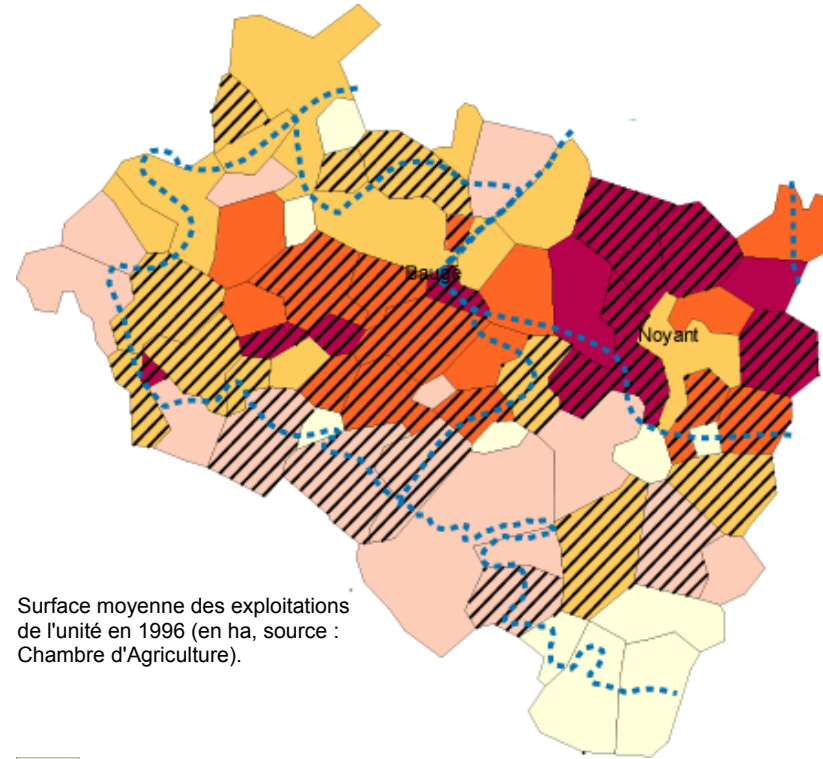 Baugé
Noyant
Surface moyenne des exploitations
de l'unité en 1996 (en ha, source :
Chambre d'Agriculture).